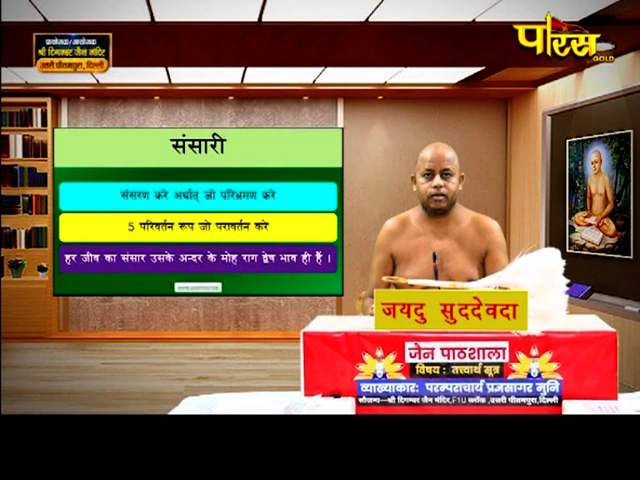 प्रायोजक/आयोजक
श्री दिगम्बर जैन मंदिर
उत्तरी पीतमपुरा, दिल्ली
पारस
GOLD
संसारी
संसरण करे अर्थात् जो परिभ्रमण करे
5 परिवर्तन रूप जो परावर्तन करे
हर जीव का संसार उसके अन्दर के मोह राग द्वेष भाव ही हैं ।
जयदु सुददेवदा
जैन पाठशाला
विषय : तत्त्वार्थ सूत्र
व्याख्याकार: परम्पराचार्य प्रज्ञसागर मुनि
सौजन्य—श्री दिगम्बर जैन मंदिर,F1U ब्लॉक ,उत्तरी पीतमपुरा,दिल्ली